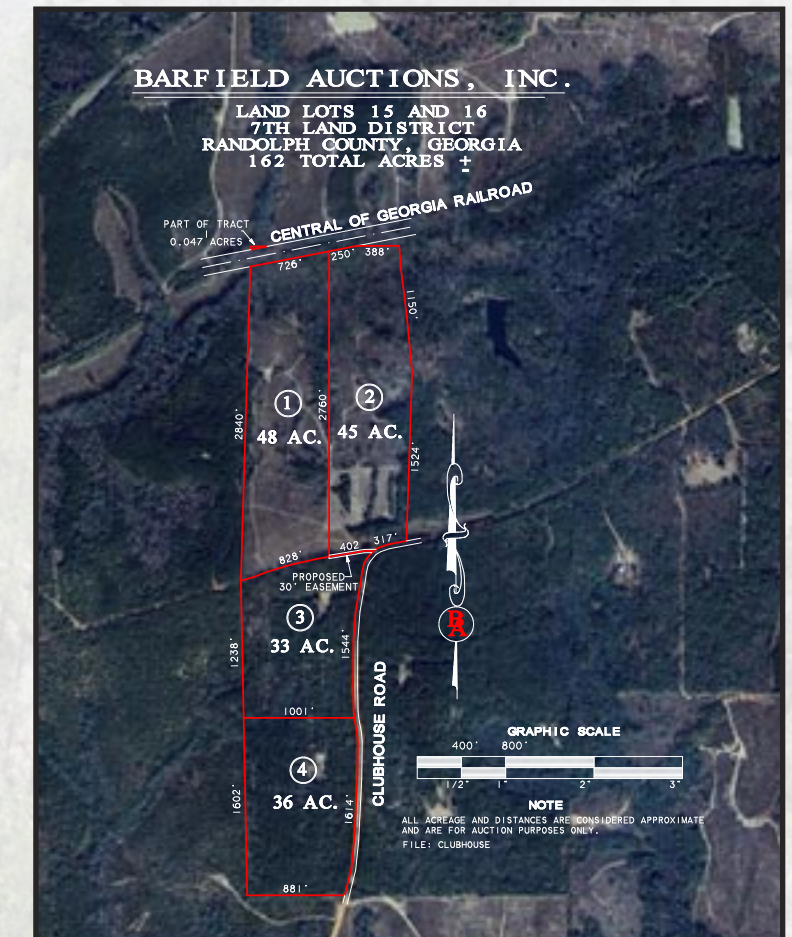 BARFIELD AUCTIONS, INC.
LAND LOTS 15 AND 16
7TH LAND DISTRICT
RANDOLPH COUNTY, GEORGIA
162 TOTAL ACRES ±
PART OF TRACT 1
0.047 ACRES
CENTRAL OF GEORGIA RAILROAD
726'
250'
388'
1150'
2840'
1
48 AC.
2760'
2
45 AC.
1524'
828'
402
317'
PROPOSED
30' EASEMENT
3
33 AC.
1238'
1544'
1001'
CLUBHOUSE ROAD
4
36 AC.
1602'
1614'
881'
BA
GRAPHIC SCALE
400' 800'
1/2" 1" 2" 3"
NOTE
ALL ACREAGE AND DISTANCES ARE CONSIDERED APPROXIMATE
AND ARE FOR AUCTION PURPOSES ONLY.
FILE: CLUBHOUSE